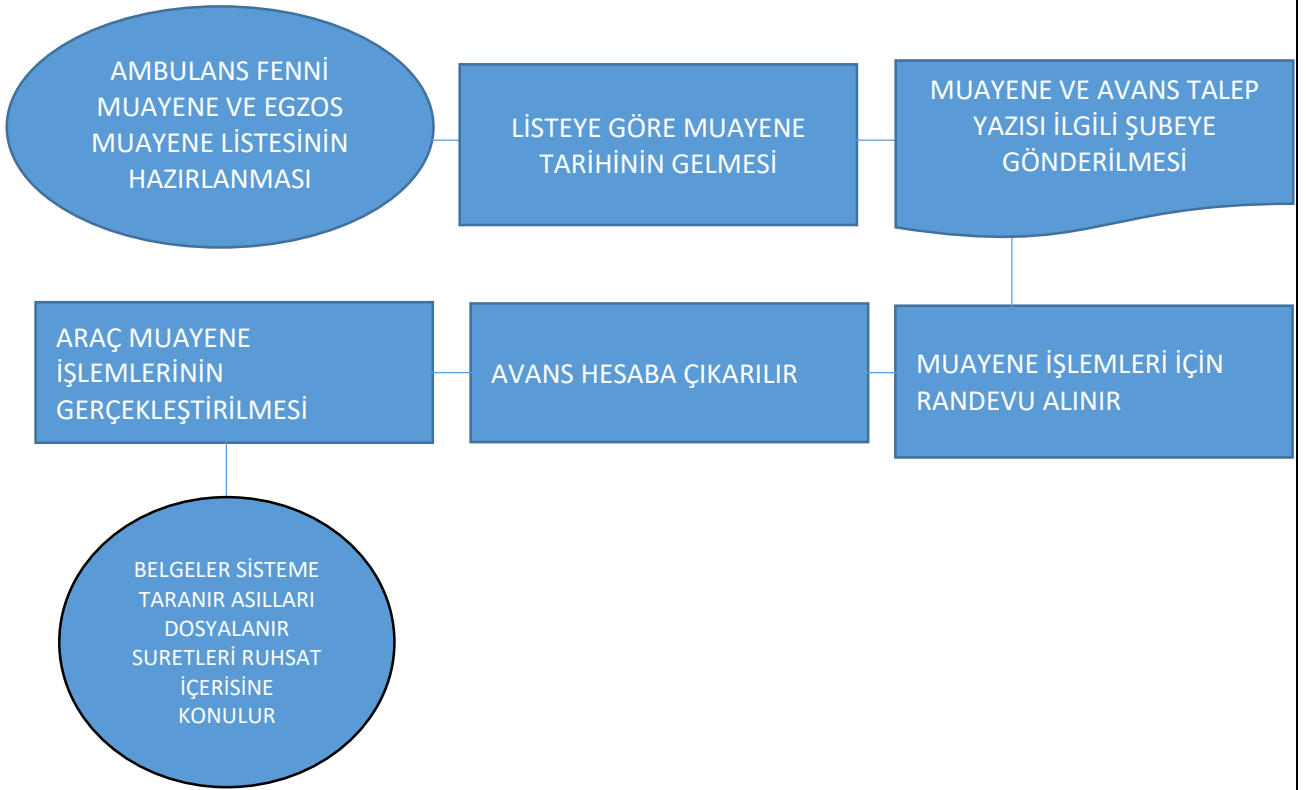 AMBULANS FENNİ
MUAYENE VE EGZOS
MUAYENE LİSTESİNİN
HAZIRLANMASI
LİSTEYE GÖRE MUAYENE
TARİHİNİN GELMESİ
MUAYENE VE AVANS TALEP
YAZISI İLGİLİ ŞUBEYE
GÖNDERİLMESİ
MUAYENE İŞLEMLERİ İÇİN
RANDEVU ALINIR
AVANS HESABA ÇIKARILIR
ARAÇ MUAYENE
İŞLEMLERİNİN
GERÇEKLEŞTİRİLMESİ
BELGELER SİSTEME
TARANIR ASILLARI
DOSYALANIR
SURETLERİ RUHSAT
İÇERİSİNE
KONULUR